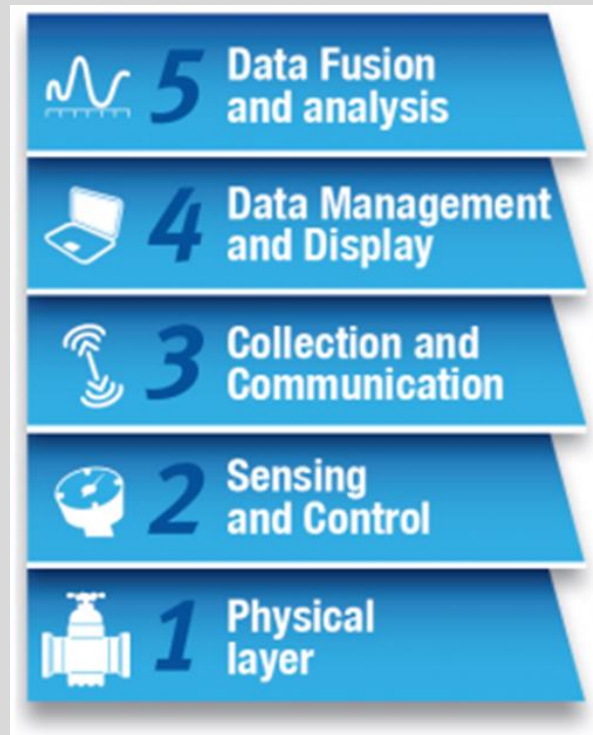 5 Data Fusion
and analysis
4 Data Management
and Display
3 Collection and
Communication
2 Sensing
and Control
1 Physical
layer